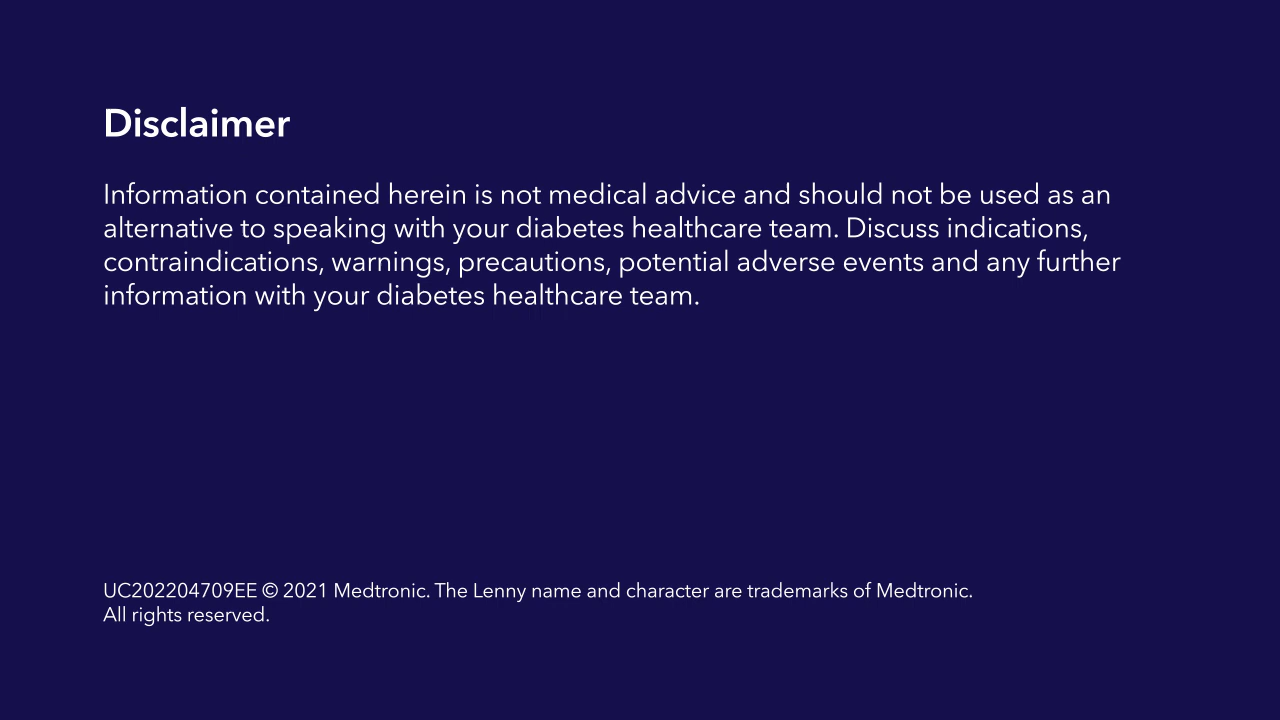 Disclaimer
Information contained herein is not medical advice and should not be used as an
alternative to speaking with your diabetes healthcare team. Discuss indications,
contraindications, warnings, precautions, potential adverse events and any further
information with your diabetes healthcare team.
UC202204709EE © 2021 Medtronic. The Lenny name and character are trademarks of Medtronic.
All rights reserved.